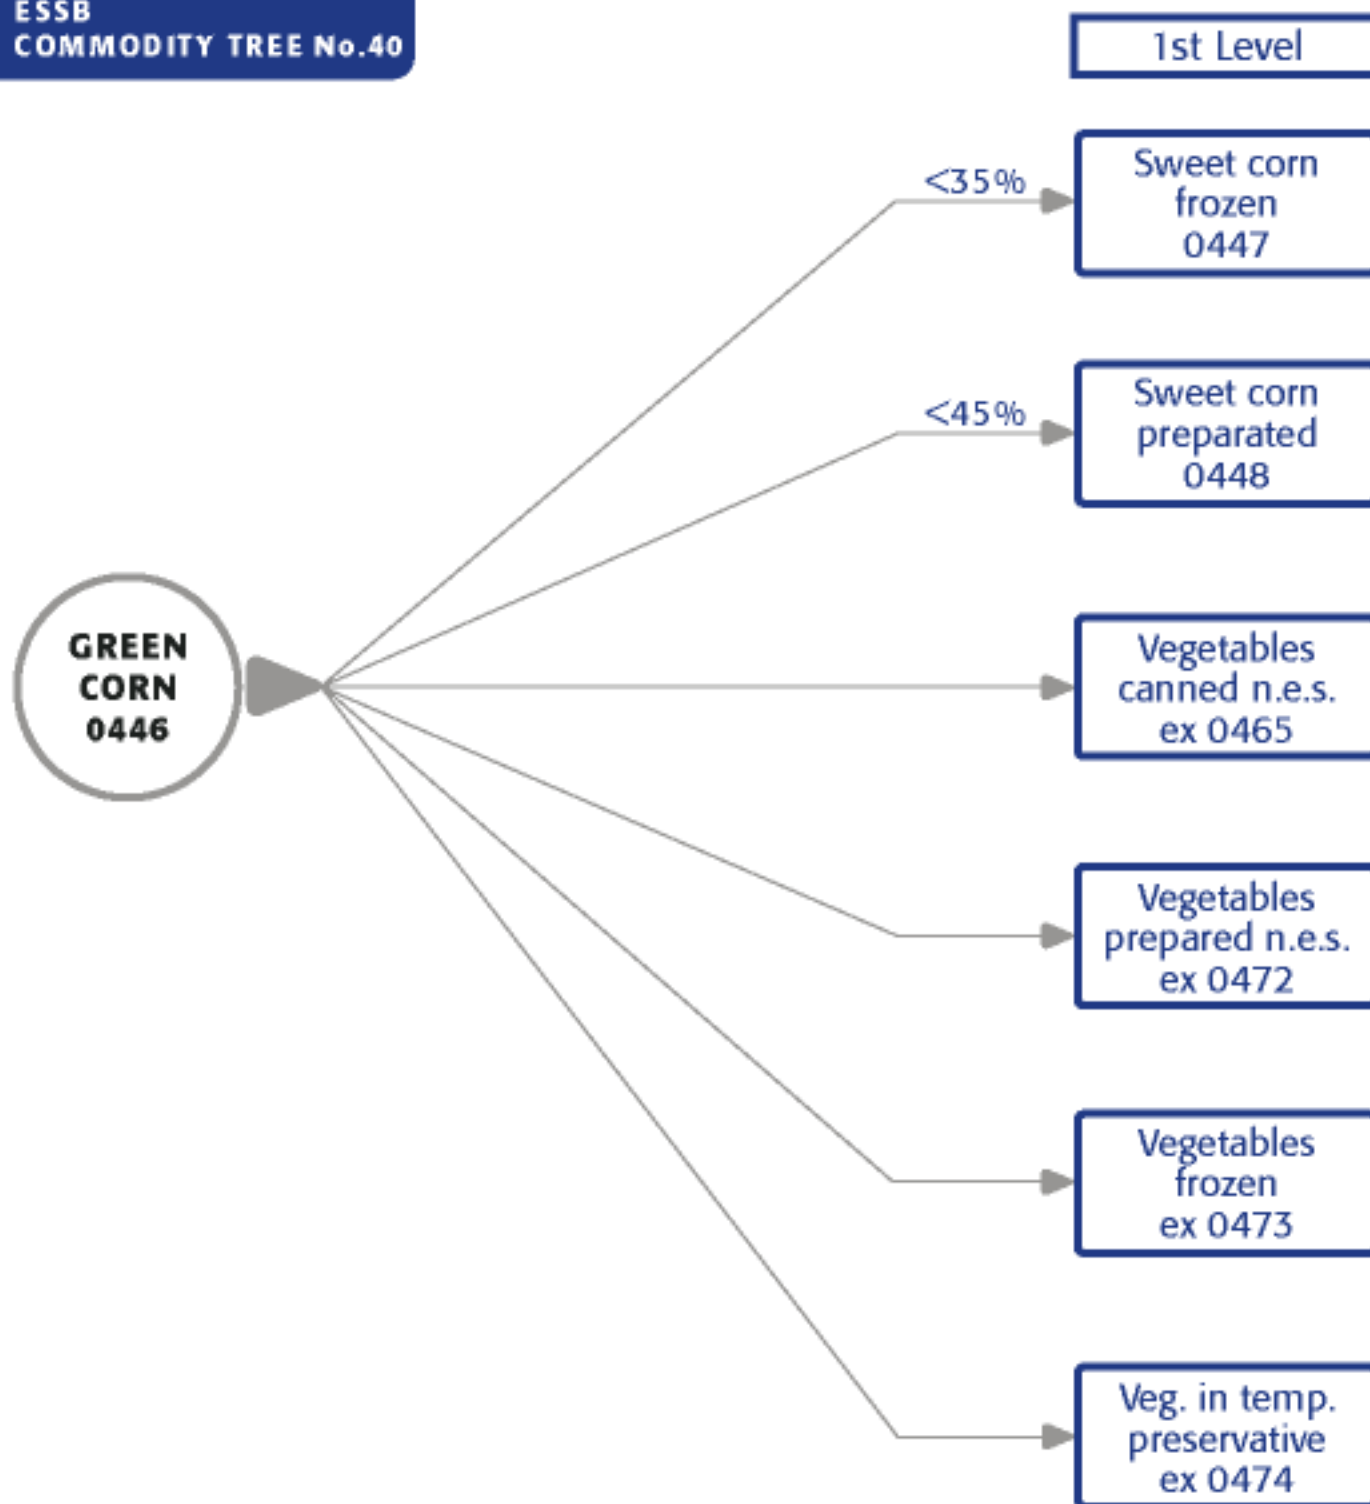 ESSB
COMMODITY TREE No.40
1st Level
<35%
Sweet corn
frozen
0447
<45%
Sweet corn
preparated
0448
GREEN
CORN
0446
Vegetables
canned n.e.s.
ex 0465
Vegetables
prepared n.e.s.
ex 0472
Vegetables
frozen
ex 0473
Veg. in temp.
preservative
ex 0474